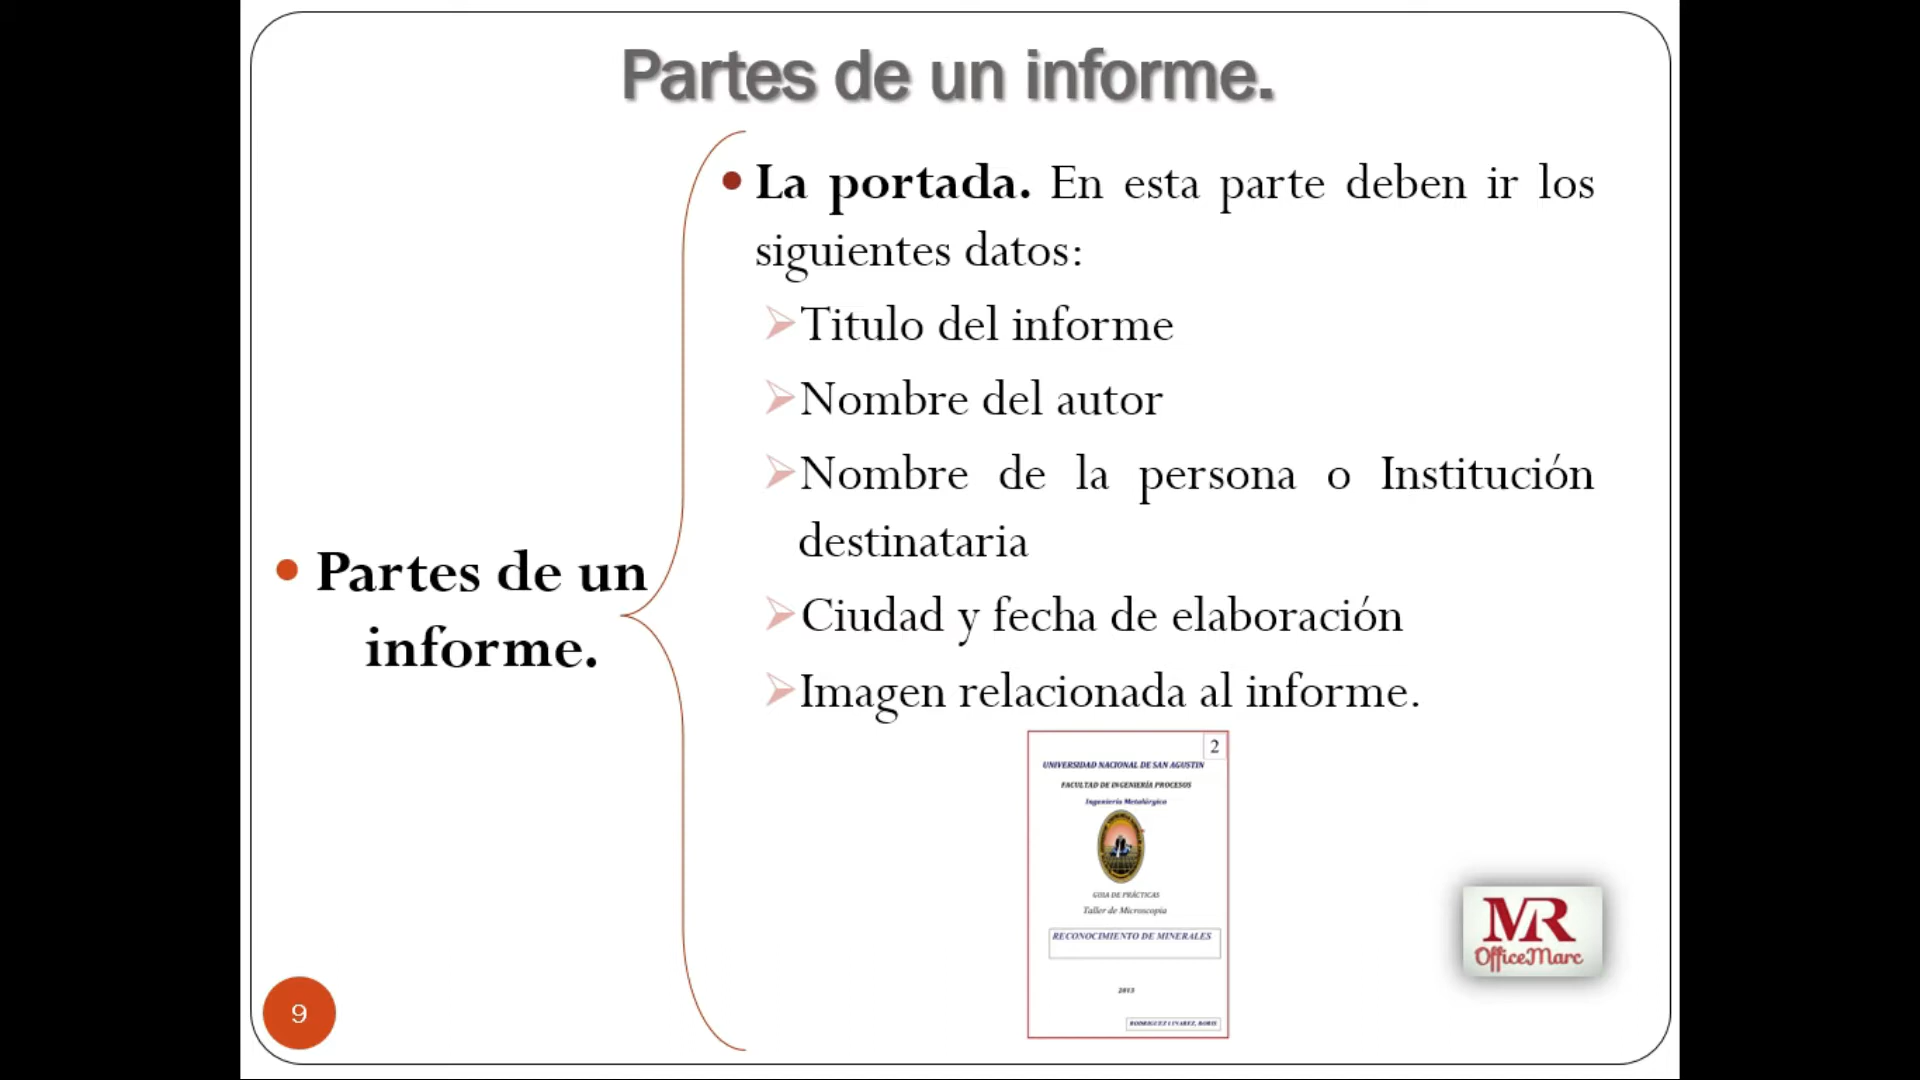 Partes de un informe.
• La portada. En esta parte deben ir los
siguientes datos:
Titulo del informe
Nombre del autor
Nombre de la persona o Institución
destinataria
Ciudad y fecha de elaboración
Imagen relacionada al informe.
• Partes de un
informe.
2
UNIVERSIDAD NACIONAL DE SAN AGUSTIN
FACULTAD DE INGENIERÍA PROCESOS
Ingeniería Metalúrgica
GUIA DE PRÁCTICAS
Taller de Microscopia
RECONOCIMIENTO DE MINERALES
2013
MR
OfficeMarc
9